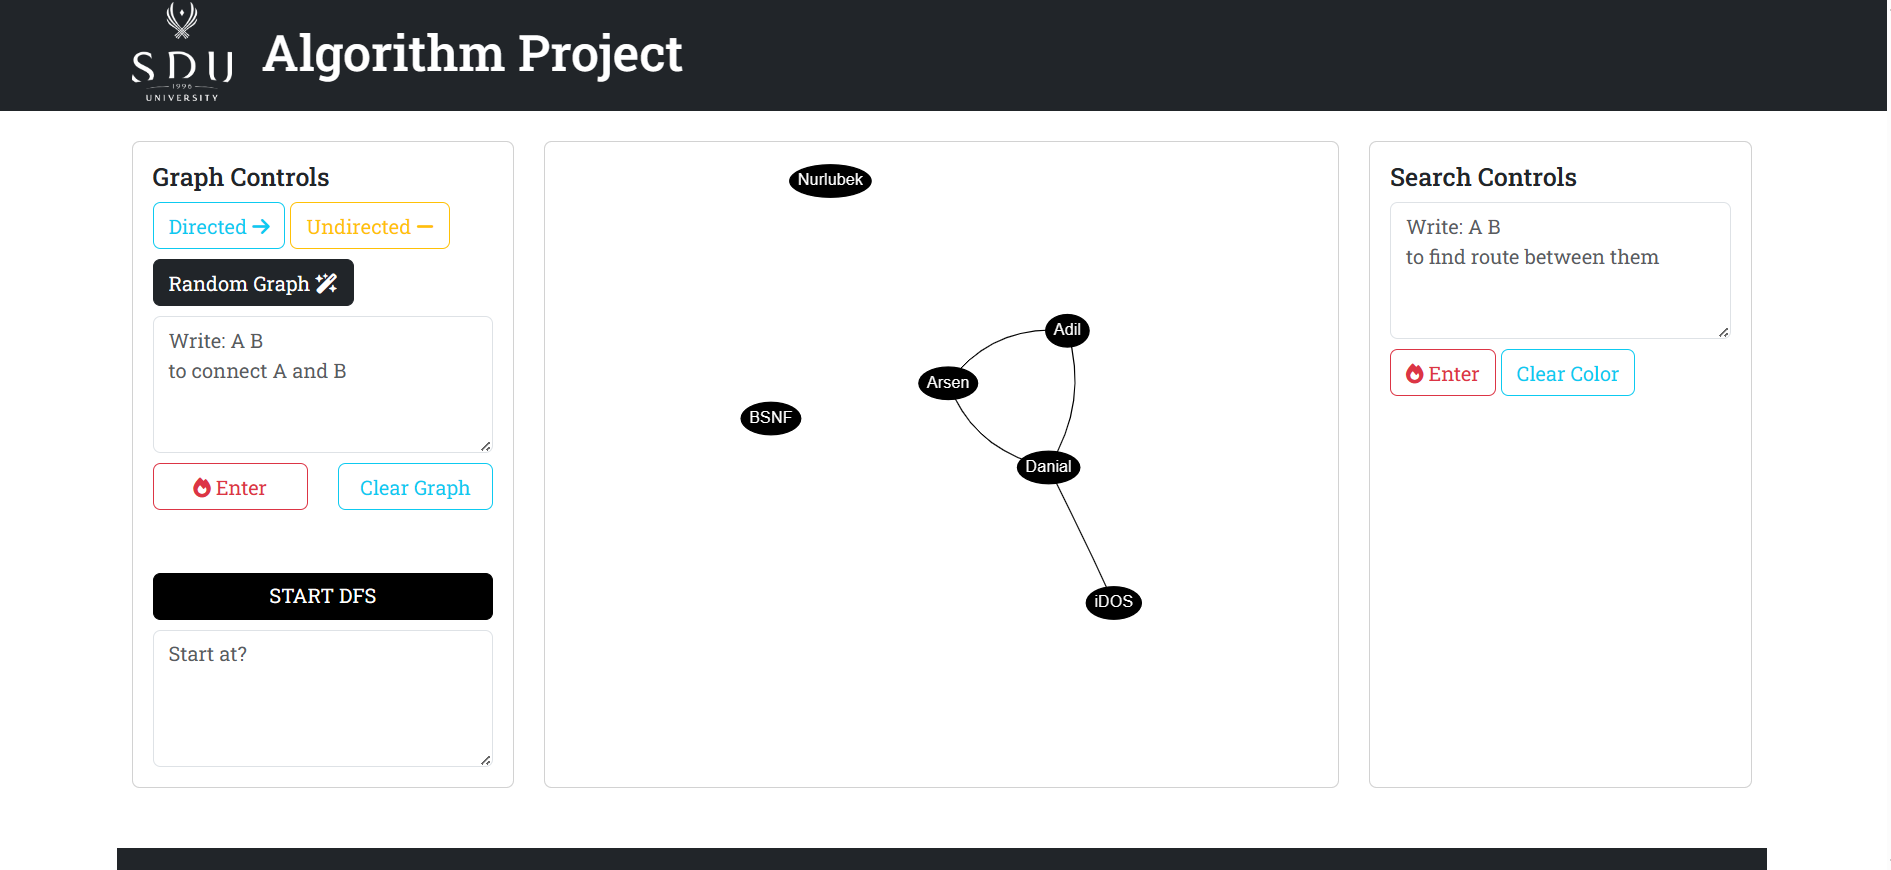 SDU
1996
UNIVERSITY
Algorithm Project
Graph Controls
Directed
Undirected
Random Graph
Write: A B
to connect A and B
Enter
Clear Graph
START DFS
Start at?
Nurlubek
Adil
Arsen
BSNF
Danial
iDOS
Search Controls
Write: A B
to find route between them
Enter
Clear Color